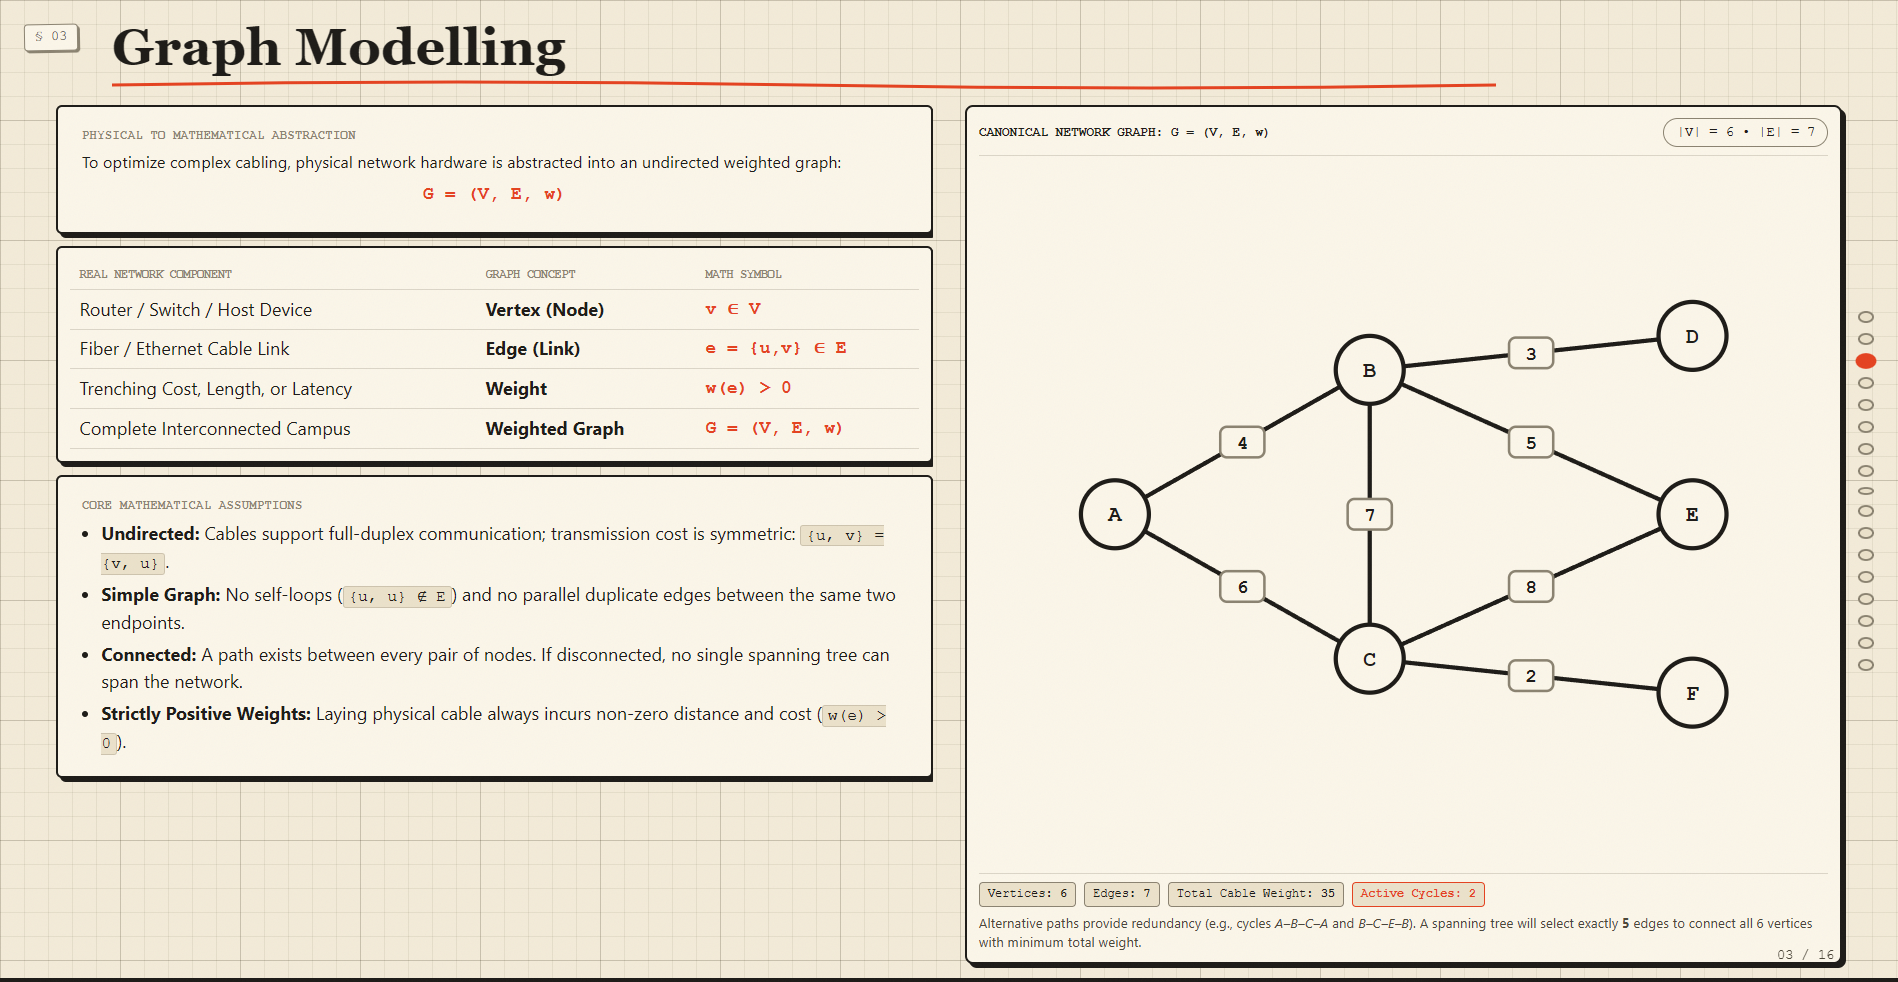 § 03
Graph Modelling
PHYSICAL TO MATHEMATICAL ABSTRACTION
To optimize complex cabling, physical network hardware is abstracted into an undirected weighted graph:
G = (V, E, w)
REAL NETWORK COMPONENT GRAPH CONCEPT MATH SYMBOL
Router / Switch / Host Device Vertex (Node) v ∈ V
Fiber / Ethernet Cable Link Edge (Link) e = {u,v} ∈ E
Trenching Cost, Length, or Latency Weight w(e) > 0
Complete Interconnected Campus Weighted Graph G = (V, E, w)
CORE MATHEMATICAL ASSUMPTIONS
• Undirected: Cables support full-duplex communication; transmission cost is symmetric: {u, v} =
{v, u}.
• Simple Graph: No self-loops ({u, u} ∉ E) and no parallel duplicate edges between the same two
endpoints.
• Connected: A path exists between every pair of nodes. If disconnected, no single spanning tree can
span the network.
• Strictly Positive Weights: Laying physical cable always incurs non-zero distance and cost (w(e) >
0).
CANONICAL NETWORK GRAPH: G = (V, E, w)
|V| = 6 • |E| = 7
D
3
B
4
5
A
7
E
6
8
C
2
F
Vertices: 6 Edges: 7 Total Cable Weight: 35 Active Cycles: 2
Alternative paths provide redundancy (e.g., cycles A–B–C–A and B–C–E–B). A spanning tree will select exactly 5 edges to connect all 6 vertices
with minimum total weight.
03 / 16